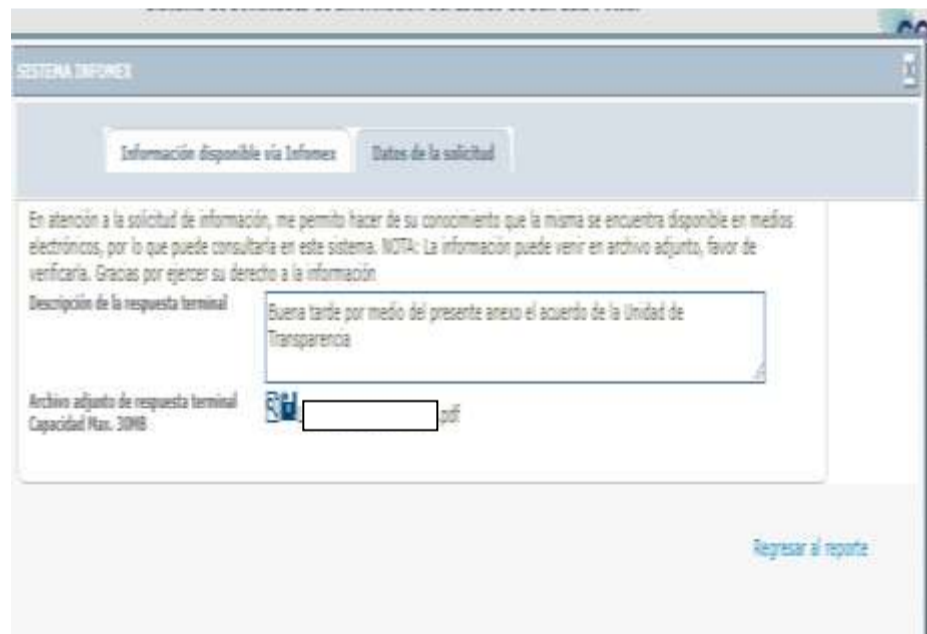 SISTEMA INFOMEX
X
Información disponible vía Infomex
Datos de la solicitud
En atención a la solicitud de información, me permito hacer de su conocimiento que la misma se encuentra disponible en medios
electrónicos, por lo que puede consultarla en este sistema. NOTA: La información puede venir en archivo adjunto, favor de
verificarla. Gracias por ejercer su derecho a la información
Descripción de la respuesta terminal
Buena tarde por medio del presente anexo el acuerdo de la Unidad de
Transparencia
Archivo adjunto de respuesta terminal
Capacidad Max. 30MB
.pdf
Regresar al reporte